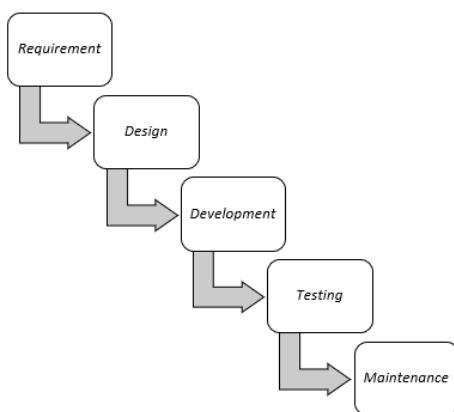 Requirement
Design
Development
Testing
Maintenance